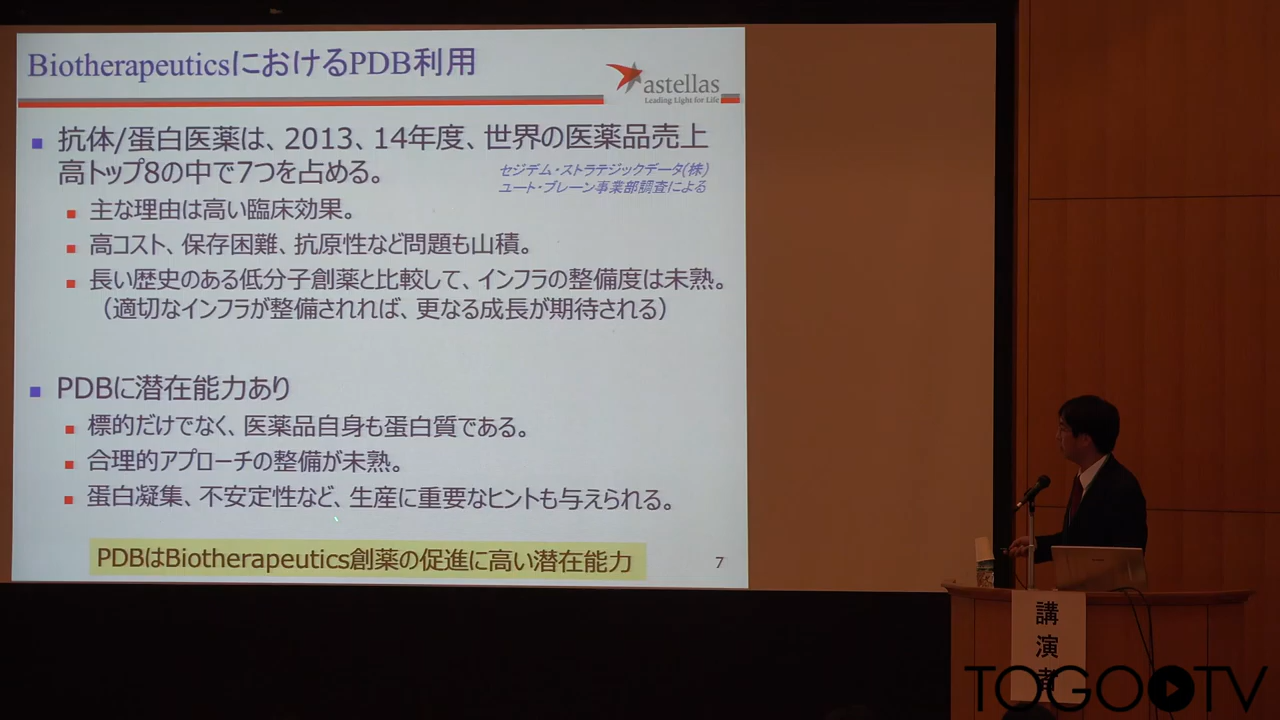 BiotherapeuticsにおけるPDB利用
astellas
Leading Light for Life
抗体/蛋白医薬は、2013、14年度、世界の医薬品売上
高トップ8の中で7つを占める。
セジデム・ストラテジックデータ(株)
ユート・ブレーン事業部調査による
主な理由は高い臨床効果。
高コスト、保存困難、抗原性など問題も山積。
長い歴史のある低分子創薬と比較して、インフラの整備度は未熟。
（適切なインフラが整備されれば、更なる成長が期待される）
PDBに潜在能力あり
標的だけでなく、医薬品自身も蛋白質である。
合理的アプローチの整備が未熟。
蛋白凝集、不安定性など、生産に重要なヒントも与えられる。
PDBはBiotherapeutics創薬の促進に高い潜在能力
7
講演者
TOGOTV